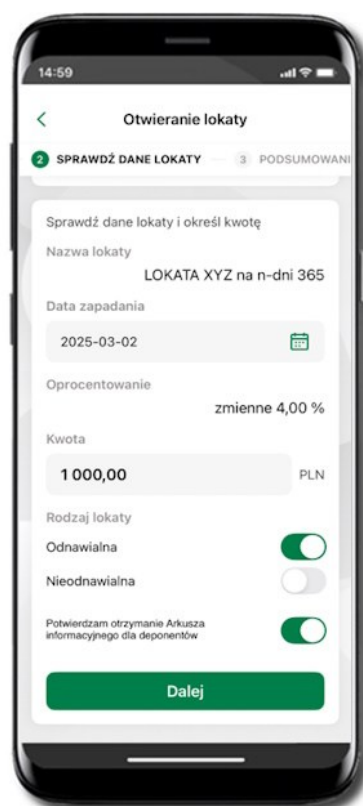 14:59
Otwieranie lokaty
2 SPRAWDŹ DANE LOKATY 3 PODSUMOWANI
Sprawdź dane lokaty i określ kwotę
Nazwa lokaty
LOKATA XYZ na n-dni 365
Data zapadania
2025-03-02
Oprocentowanie
zmienne 4,00 %
Kwota
1 000,00 PLN
Rodzaj lokaty
Odnawialna
Nieodnawialna
Potwierdzam otrzymanie Arkusza
informacyjnego dla deponentów
Dalej